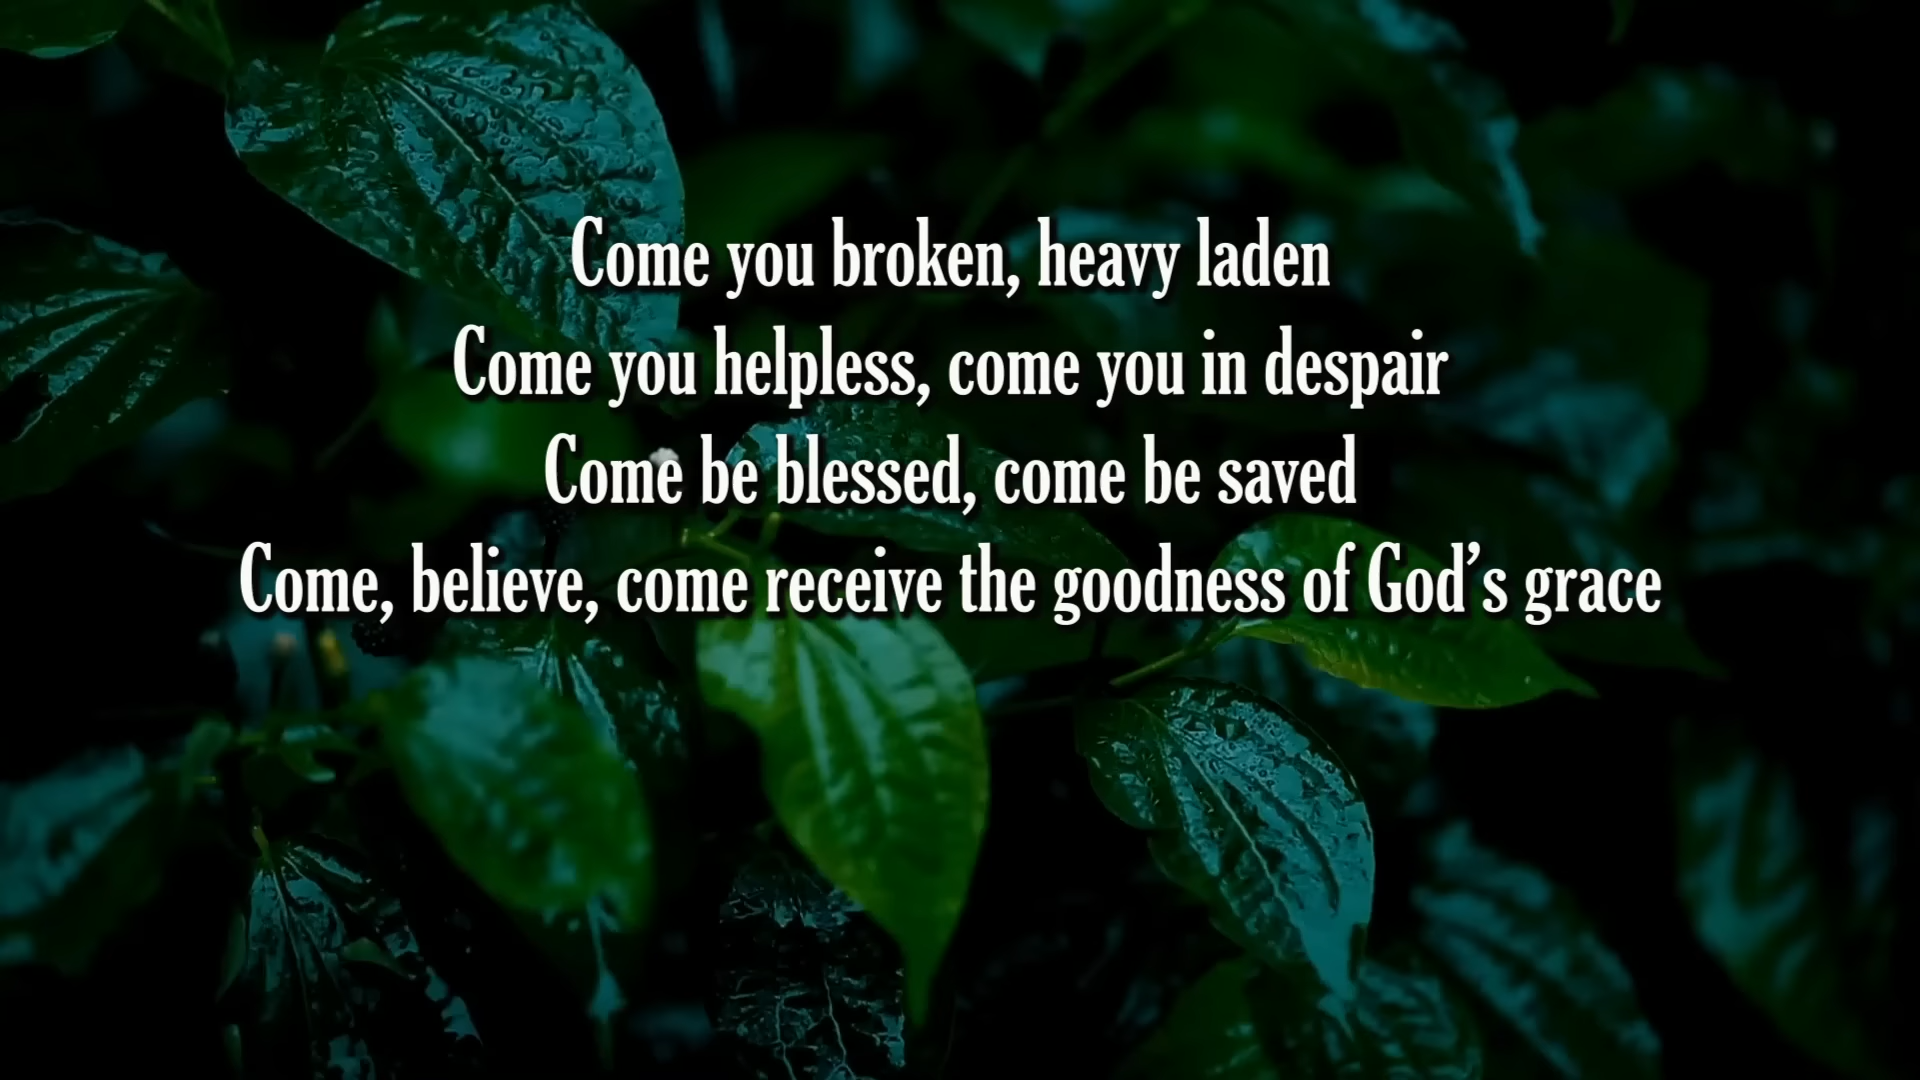 Come you broken, heavy laden
Come you helpless, come you in despair
Come be blessed, come be saved
Come, believe, come receive the goodness of God’s grace